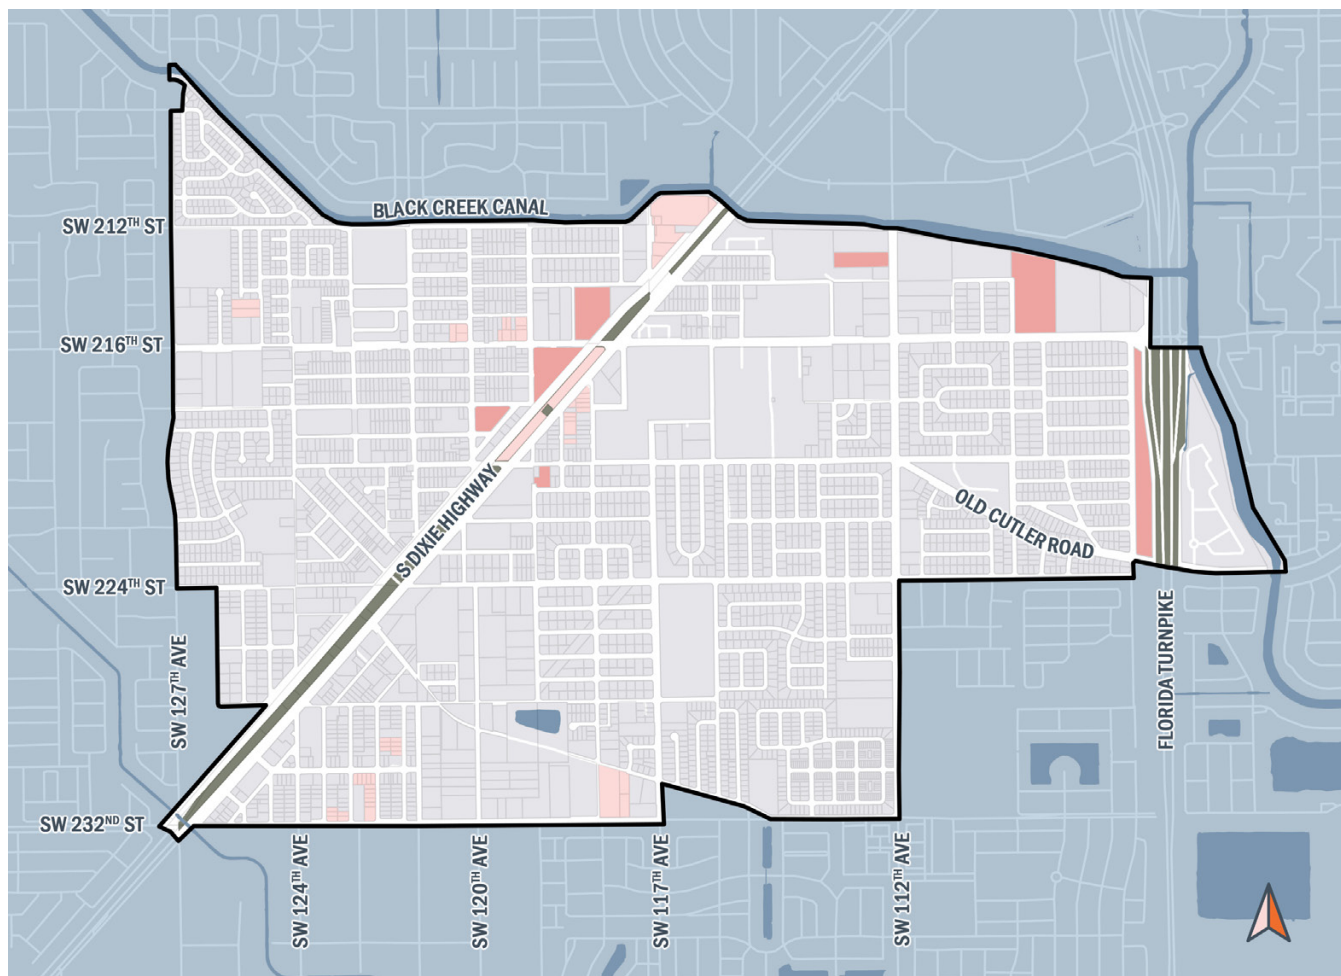 BLACK CREEK CANAL
SW 212TH ST
SW 216TH ST
S DIXIE HIGHWAY
OLD CUTLER ROAD
SW 224TH ST
SW 127TH AVE
FLORIDA TURNPIKE
SW 232ND ST
SW 124TH AVE
SW 120TH AVE
SW 117TH AVE
SW 112TH AVE